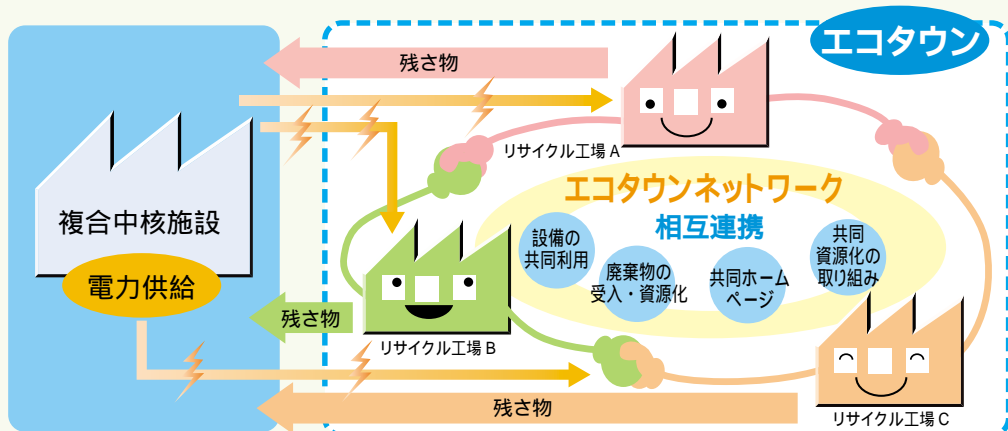 エコタウン
残さ物
リサイクル工場 A
エコタウンネットワーク
相互連携
複合中核施設
電力供給
設備の
共同利用
廃棄物の
受入・資源化
共同ホーム
ページ
共同
資源化の
取り組み
残さ物
リサイクル工場 B
残さ物
リサイクル工場 C